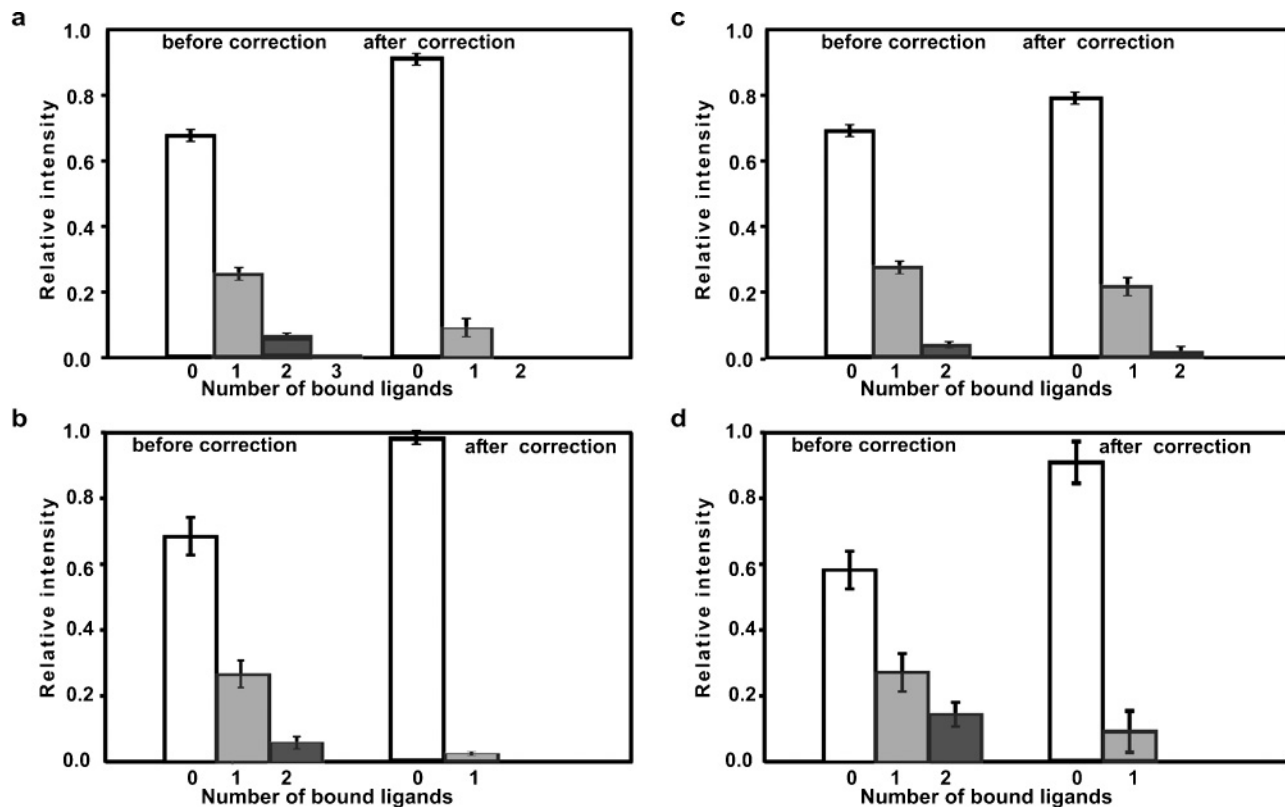 a
before correction after correction
1.0
0.8
0.6
0.4
0.2
0.0
Relative intensity
0 1 2 3 0 1 2
Number of bound ligands
b
before correction after correction
1.0
0.8
0.6
0.4
0.2
0.0
Relative intensity
0 1 2 0 1
Number of bound ligands
c
before correction after correction
1.0
0.8
0.6
0.4
0.2
0.0
Relative intensity
0 1 2 0 1 2
Number of bound ligands
d
before correction after correction
1.0
0.8
0.6
0.4
0.2
0.0
Relative intensity
0 1 2 0 1
Number of bound ligands